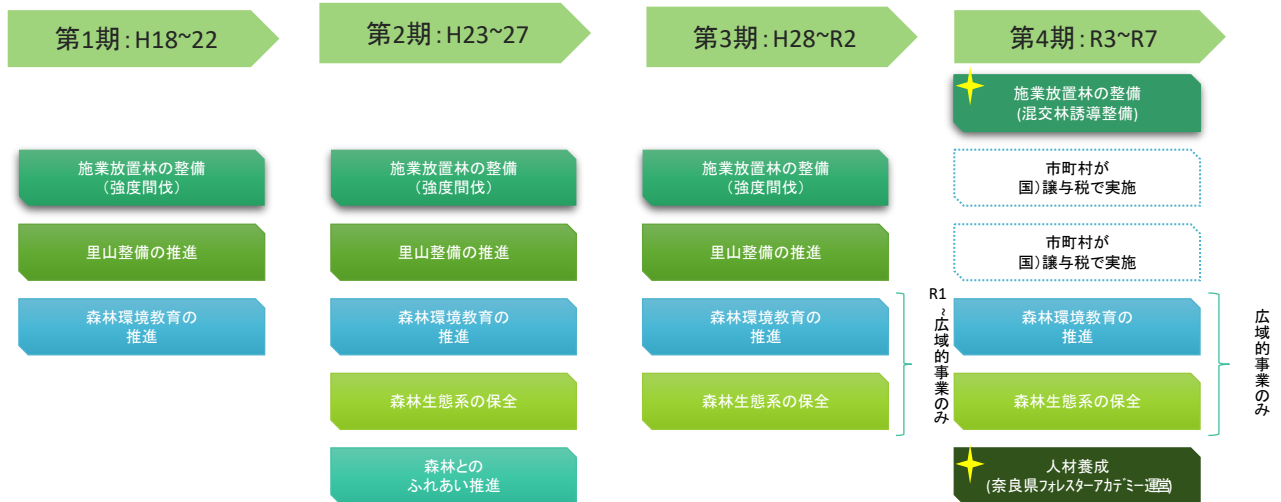 第1期：H18~22
第2期：H23~27
第3期：H28~R2
第4期：R3~R7
施業放置林の整備
(混交林誘導整備)
施業放置林の整備
（強度間伐）
施業放置林の整備
（強度間伐）
施業放置林の整備
（強度間伐）
市町村が
国）譲与税で実施
里山整備の推進
里山整備の推進
里山整備の推進
市町村が
国）譲与税で実施
森林環境教育の
推進
森林環境教育の
推進
森林環境教育の
推進
R1~広域的事業のみ
森林環境教育の
推進
広域的事業のみ
森林生態系の保全
森林生態系の保全
森林生態系の保全
森林との
ふれあい推進
人材養成
(奈良県フォレスターアカデミー運営)